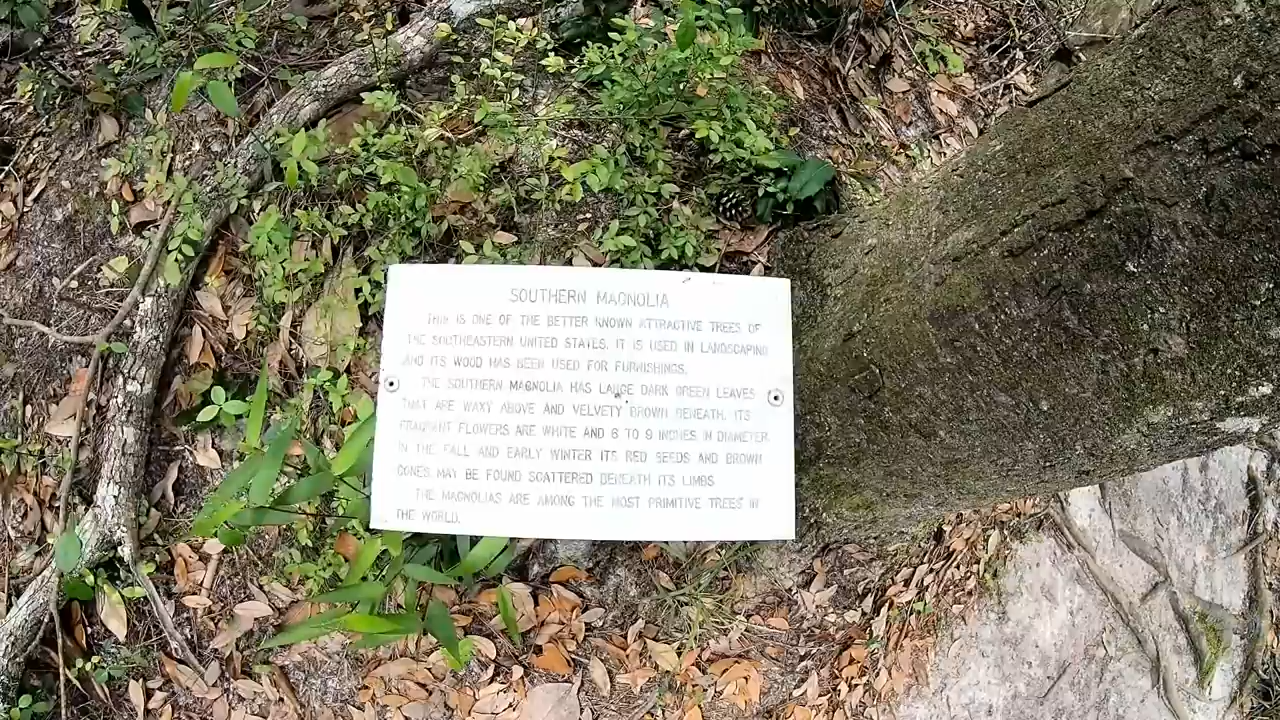 SOUTHERN MAGNOLIA
THIS IS ONE OF THE BETTER KNOWN ATTRACTIVE TREES OF
THE SOUTHEASTERN UNITED STATES. IT IS USED IN LANDSCAPING
AND ITS WOOD HAS BEEN USED FOR FURNISHINGS.
THE SOUTHERN MAGNOLIA HAS LARGE DARK GREEN LEAVES
THAT ARE WAXY ABOVE AND VELVETY BROWN BENEATH. ITS
FRAGRANT FLOWERS ARE WHITE AND 6 TO 9 INCHES IN DIAMETER.
IN THE FALL AND EARLY WINTER ITS RED SEEDS AND BROWN
CONES MAY BE FOUND SCATTERED BENEATH ITS LIMBS.
THE MAGNOLIAS ARE AMONG THE MOST PRIMITIVE TREES IN
THE WORLD.